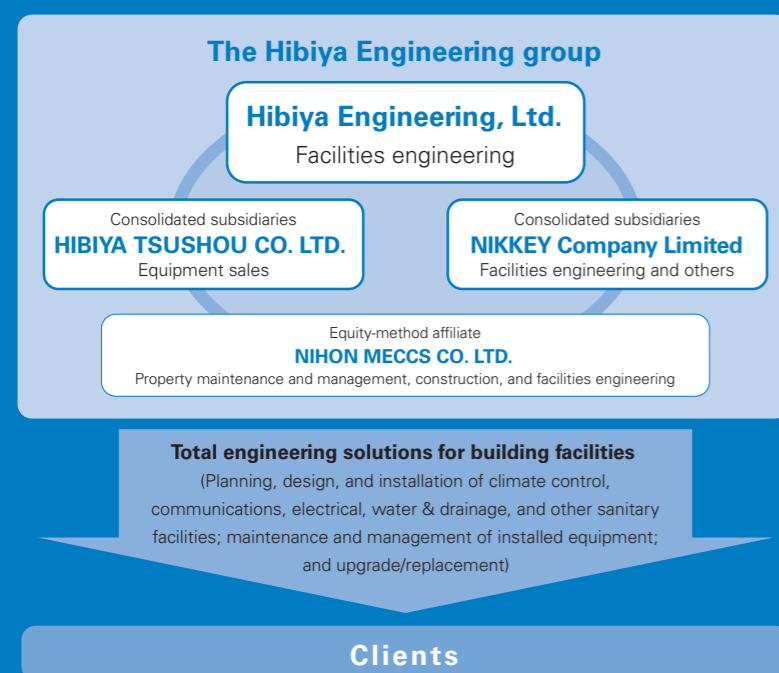 The Hibiya Engineering group
Hibiya Engineering, Ltd.
Facilities engineering
Consolidated subsidiaries
HIBIYA TSUSHOU CO. LTD.
Equipment sales
Consolidated subsidiaries
NIKKEY Company Limited
Facilities engineering and others
Equity-method affiliate
NIHON MECCS CO. LTD.
Property maintenance and management, construction, and facilities engineering
Total engineering solutions for building facilities
(Planning, design, and installation of climate control,
communications, electrical, water & drainage, and other sanitary
facilities; maintenance and management of installed equipment;
and upgrade/replacement)
Clients